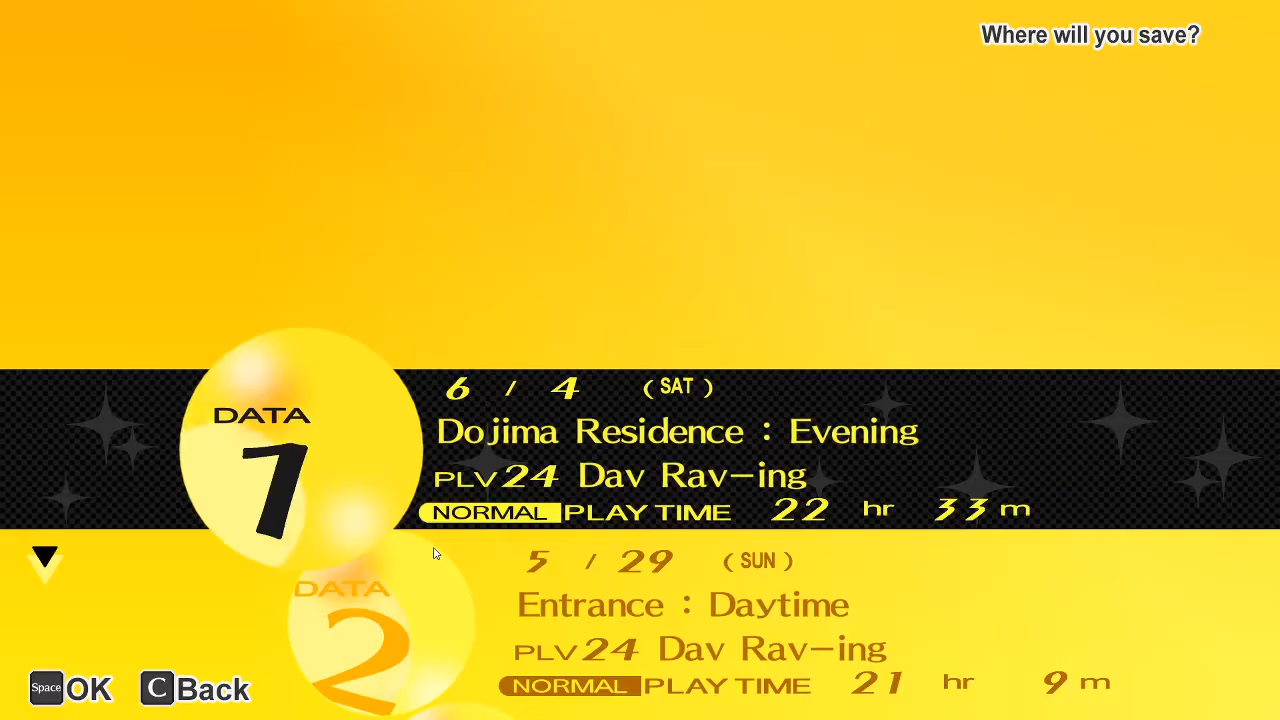 Where will you save?
DATA
1
6 / 4 (SAT)
Dojima Residence : Evening
PLV 24 Dav Rav-ing
NORMAL PLAY TIME 22 hr 33 m
DATA
2
5 / 29 (SUN)
Entrance : Daytime
PLV 24 Dav Rav-ing
NORMAL PLAY TIME 21 hr 9 m
Space OK C Back